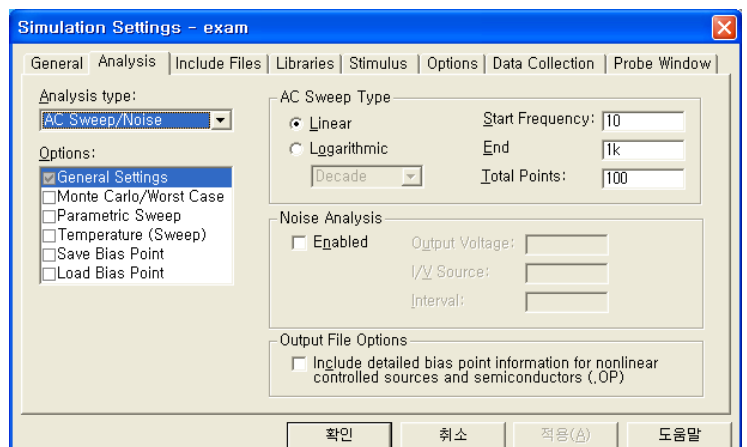 Simulation Settings - exam
General
Analysis
Include Files
Libraries
Stimulus
Options
Data Collection
Probe Window
Analysis type:
AC Sweep/Noise
Options:
General Settings
Monte Carlo/Worst Case
Parametric Sweep
Temperature (Sweep)
Save Bias Point
Load Bias Point
AC Sweep Type
Linear
Logarithmic
Decade
Start Frequency: 10
End 1k
Total Points: 100
Noise Analysis
Enabled
Output Voltage:
I/V Source:
Interval:
Output File Options
Include detailed bias point information for nonlinear
controlled sources and semiconductors (.OP)
확인
취소
적용(A)
도움말